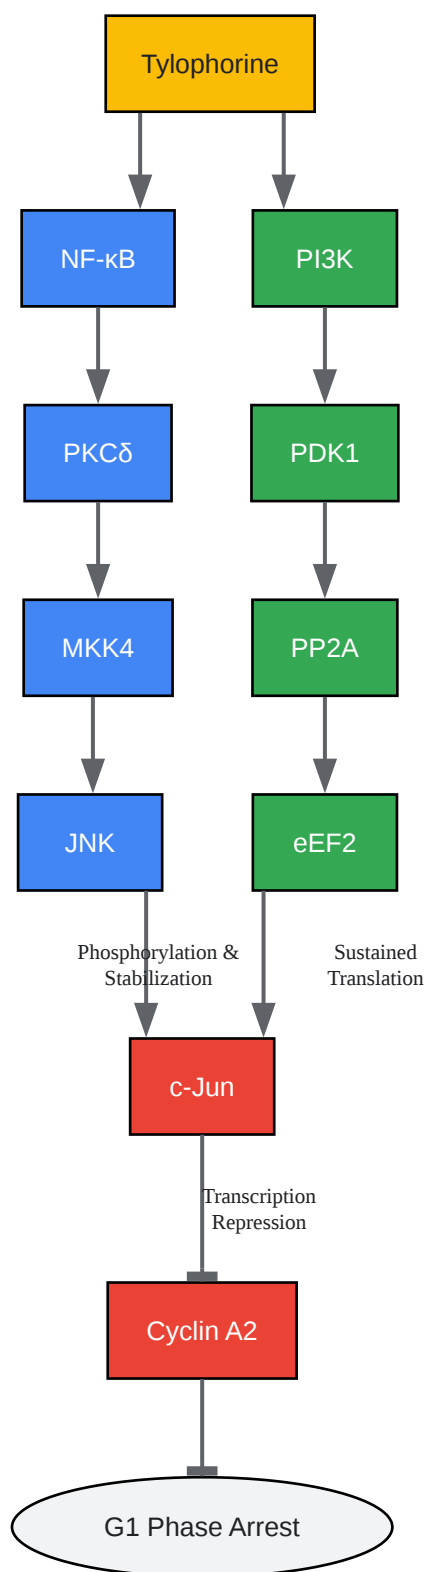 Tylophorine
NF-κB
PI3K
PKCδ
PDK1
MKK4
PP2A
JNK
eEF2
Phosphorylation &
Stabilization
Sustained
Translation
c-Jun
Transcription
Repression
Cyclin A2
G1 Phase Arrest